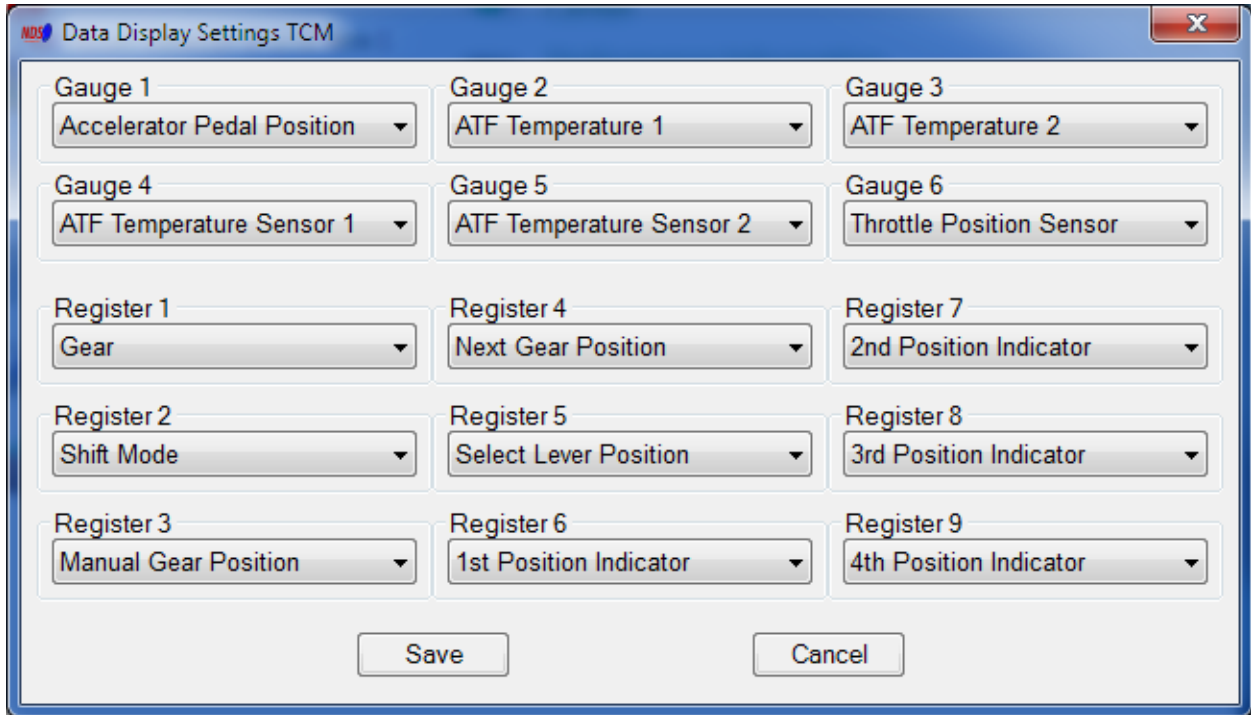 NDS Data Display Settings TCM
Gauge 1 Gauge 2 Gauge 3
Accelerator Pedal Position ATF Temperature 1 ATF Temperature 2
Gauge 4 Gauge 5 Gauge 6
ATF Temperature Sensor 1 ATF Temperature Sensor 2 Throttle Position Sensor
Register 1 Register 4 Register 7
Gear Next Gear Position 2nd Position Indicator
Register 2 Register 5 Register 8
Shift Mode Select Lever Position 3rd Position Indicator
Register 3 Register 6 Register 9
Manual Gear Position 1st Position Indicator 4th Position Indicator
Save Cancel